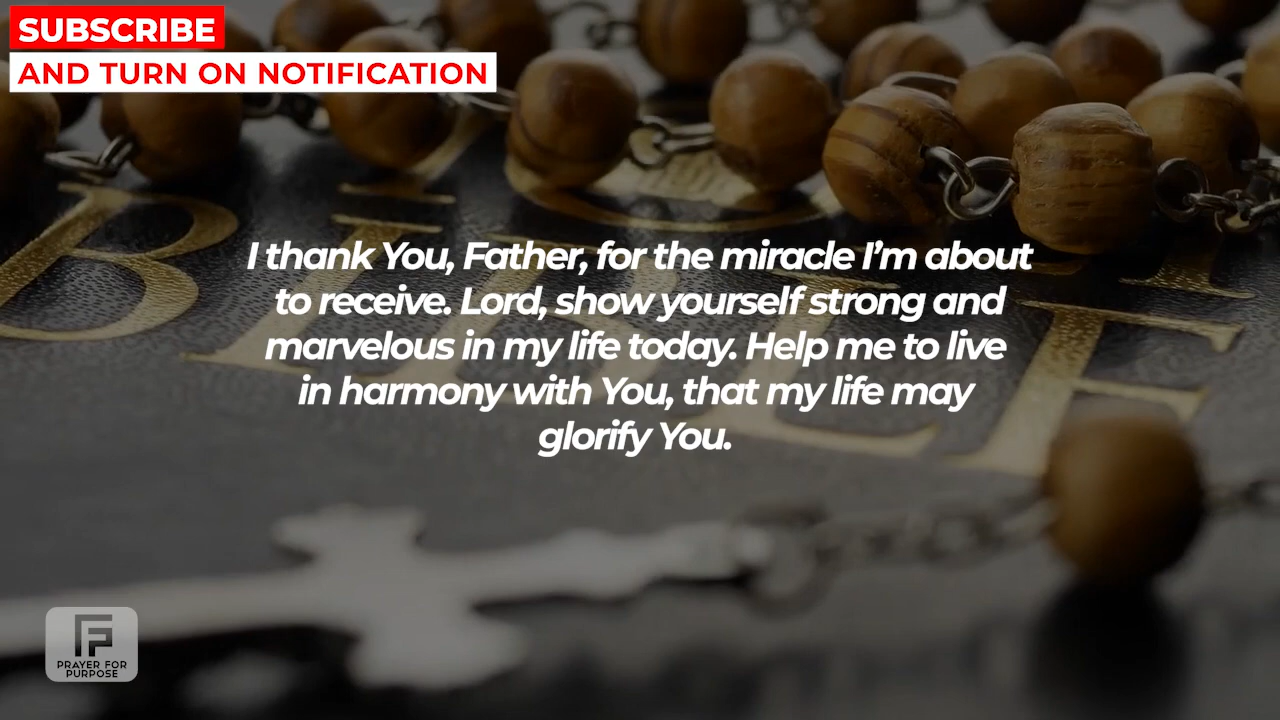 SUBSCRIBE
AND TURN ON NOTIFICATION
BIBLE
I thank You, Father, for the miracle I’m about
to receive. Lord, show yourself strong and
marvelous in my life today. Help me to live
in harmony with You, that my life may
glorify You.
PRAYER FOR
PURPOSE